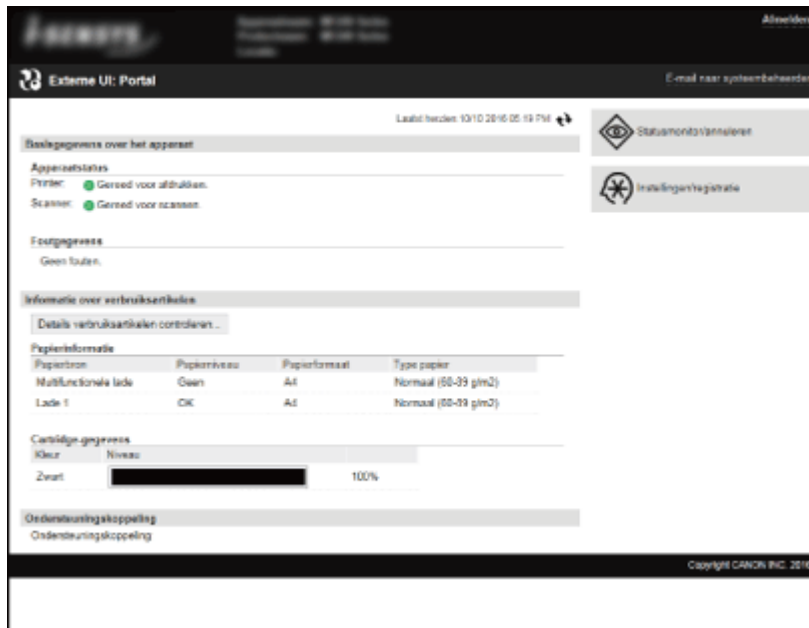 Afmelden
Externe UI: Portal
E-mail naar systeembeheerder
Laatst herzien: 10/10 2016 05:19 PM
Basisgegevens over het apparaat
Statusmonitor/annuleren
Apparaatstatus
Printer: Gereed voor afdrukken.
Scanner: Gereed voor scannen.
Instellingen/registratie
Foutgegevens
Geen fouten.
Informatie over verbruiksartikelen
Details verbruiksartikelen controleren...
Papierinformatie
Papierbron Papierniveau Papierformaat Type papier
Multifunctionele lade Geen A4 Normaal (60-89 g/m2)
Lade 1 OK A4 Normaal (60-89 g/m2)
Cartridge-gegevens
Kleur Niveau
Zwart 100%
Ondersteuningskoppeling
Ondersteuningskoppeling
Copyright CANON INC. 2016